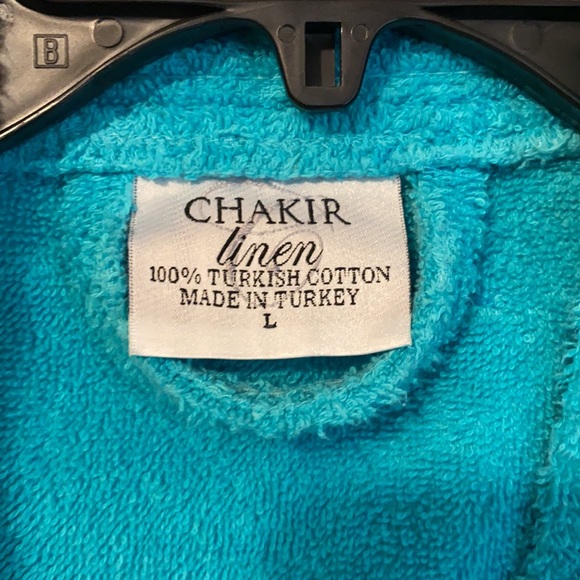 B
CHAKIR
linen
100% TURKISH COTTON
MADE IN TURKEY
L